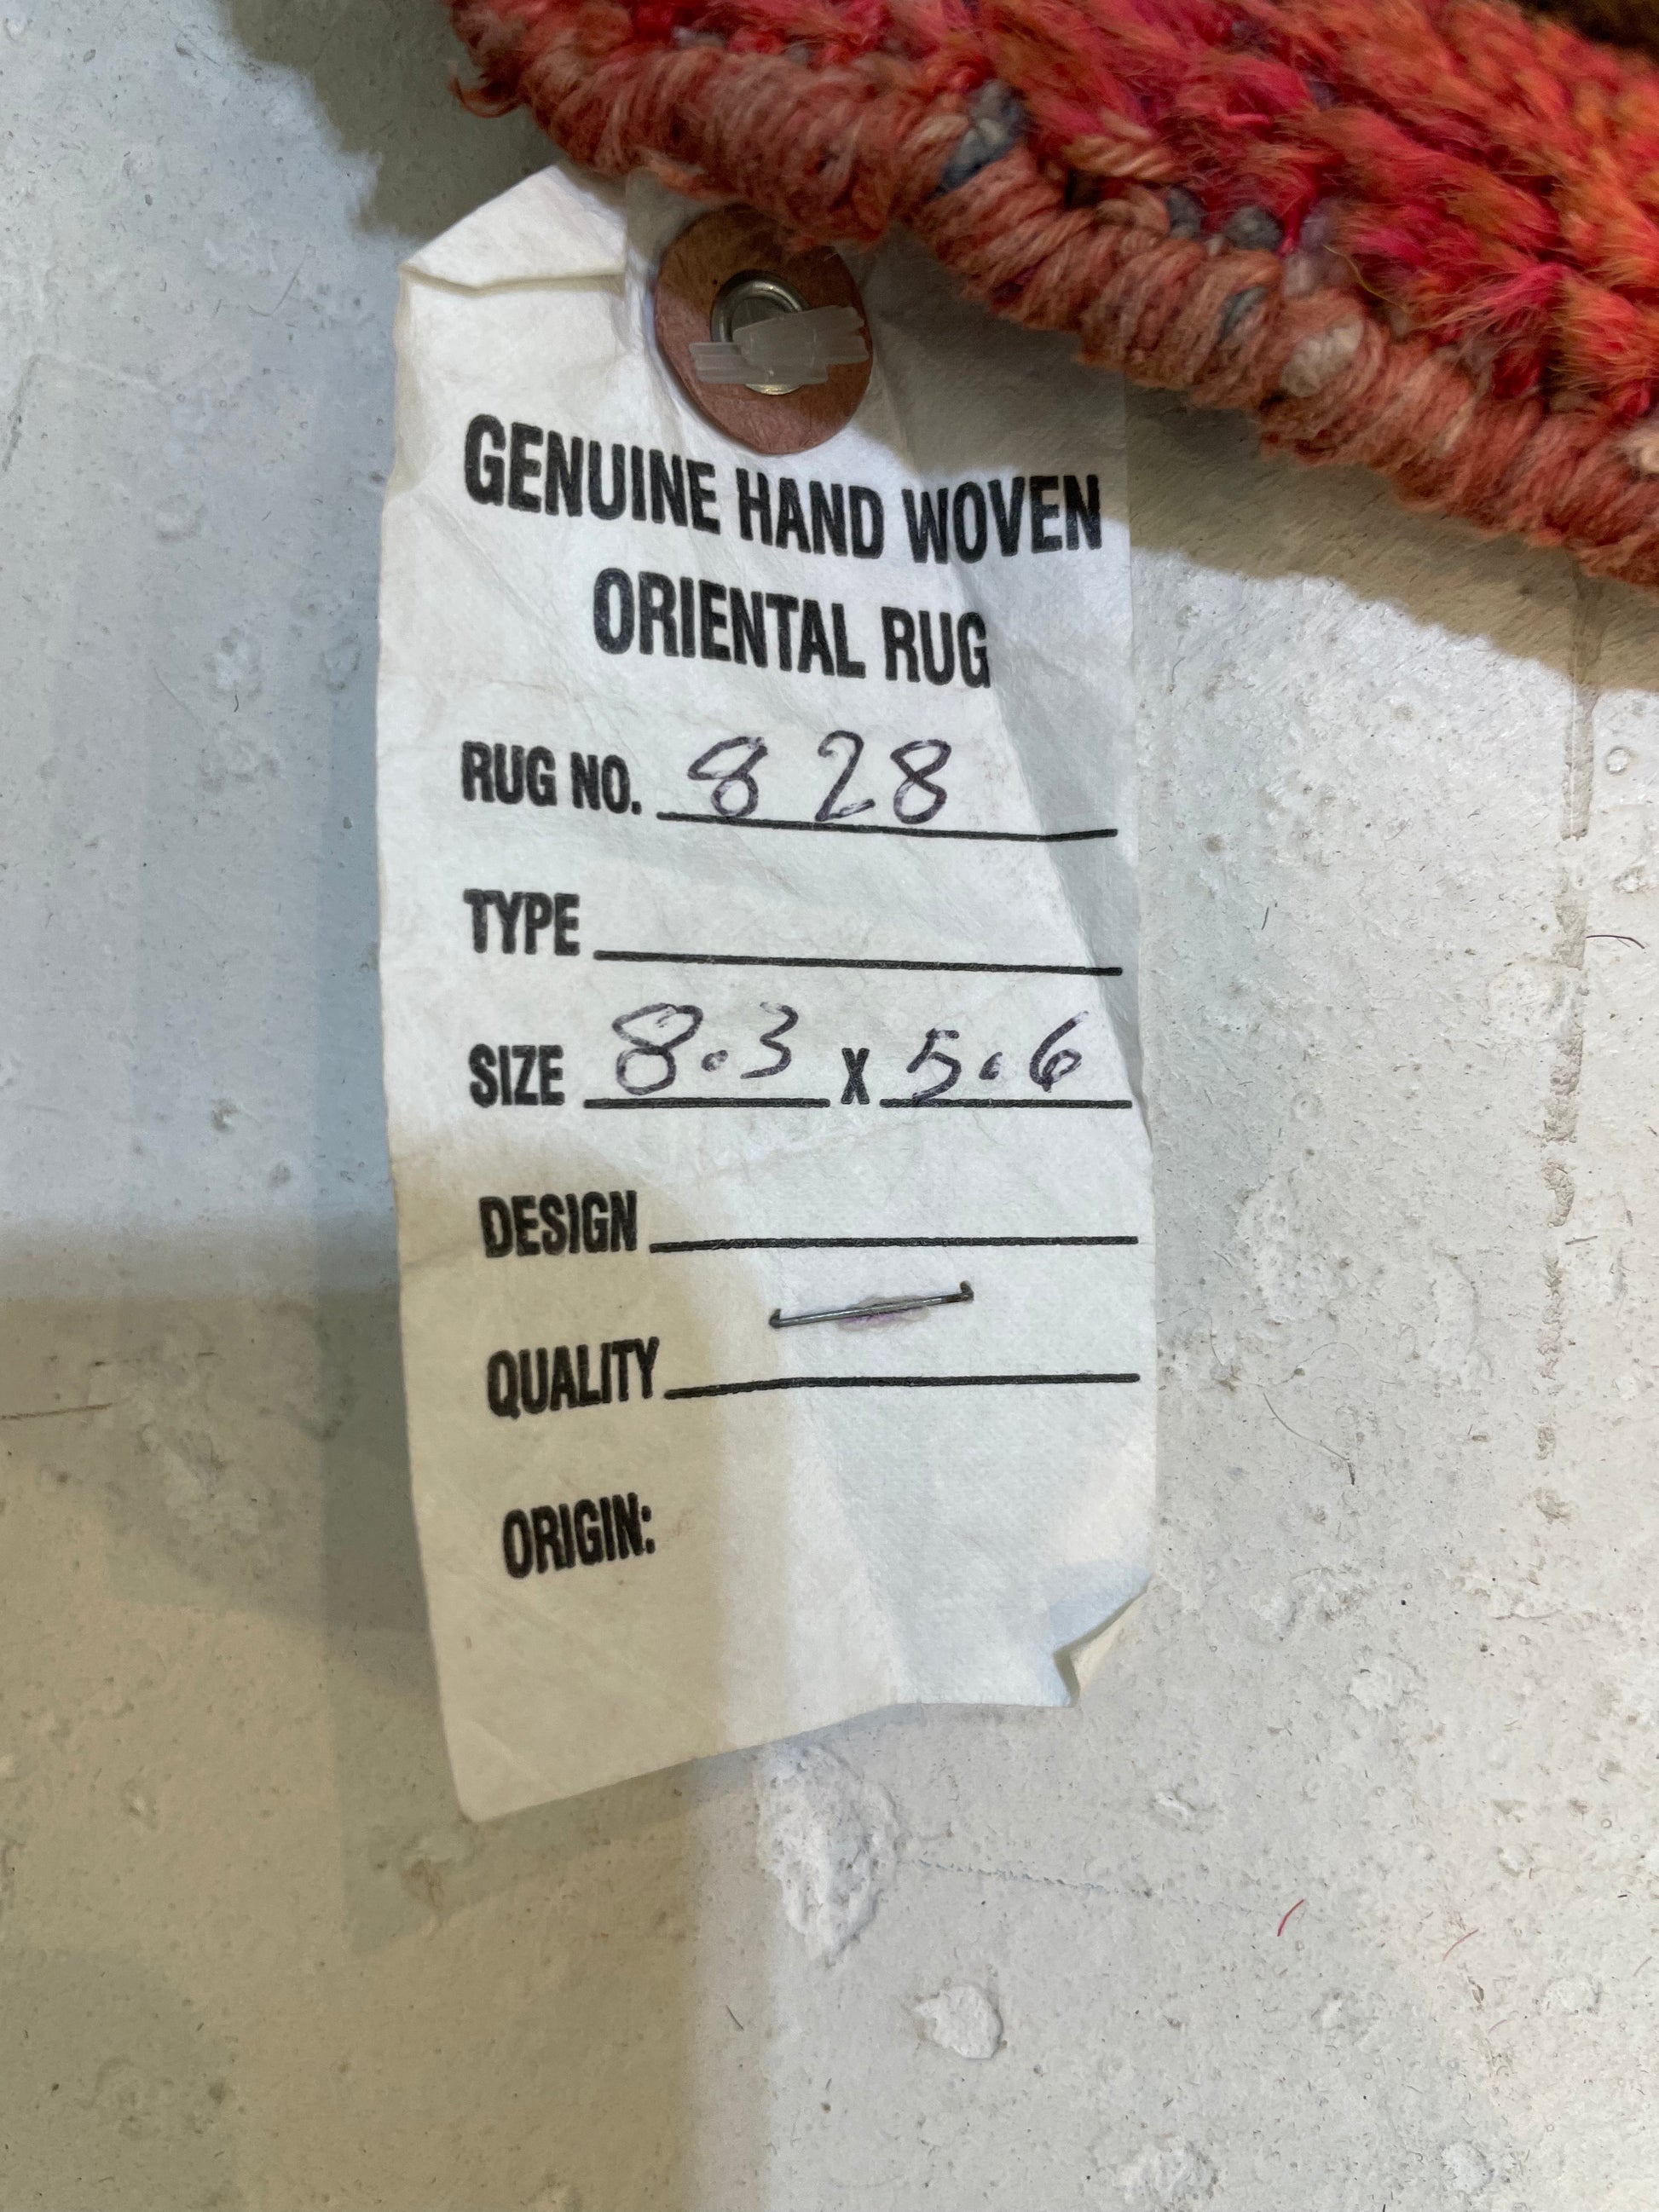 GENUINE HAND WOVEN
ORIENTAL RUG
RUG NO. 828
TYPE
SIZE 8.3 X 5.6
DESIGN
QUALITY
ORIGIN: